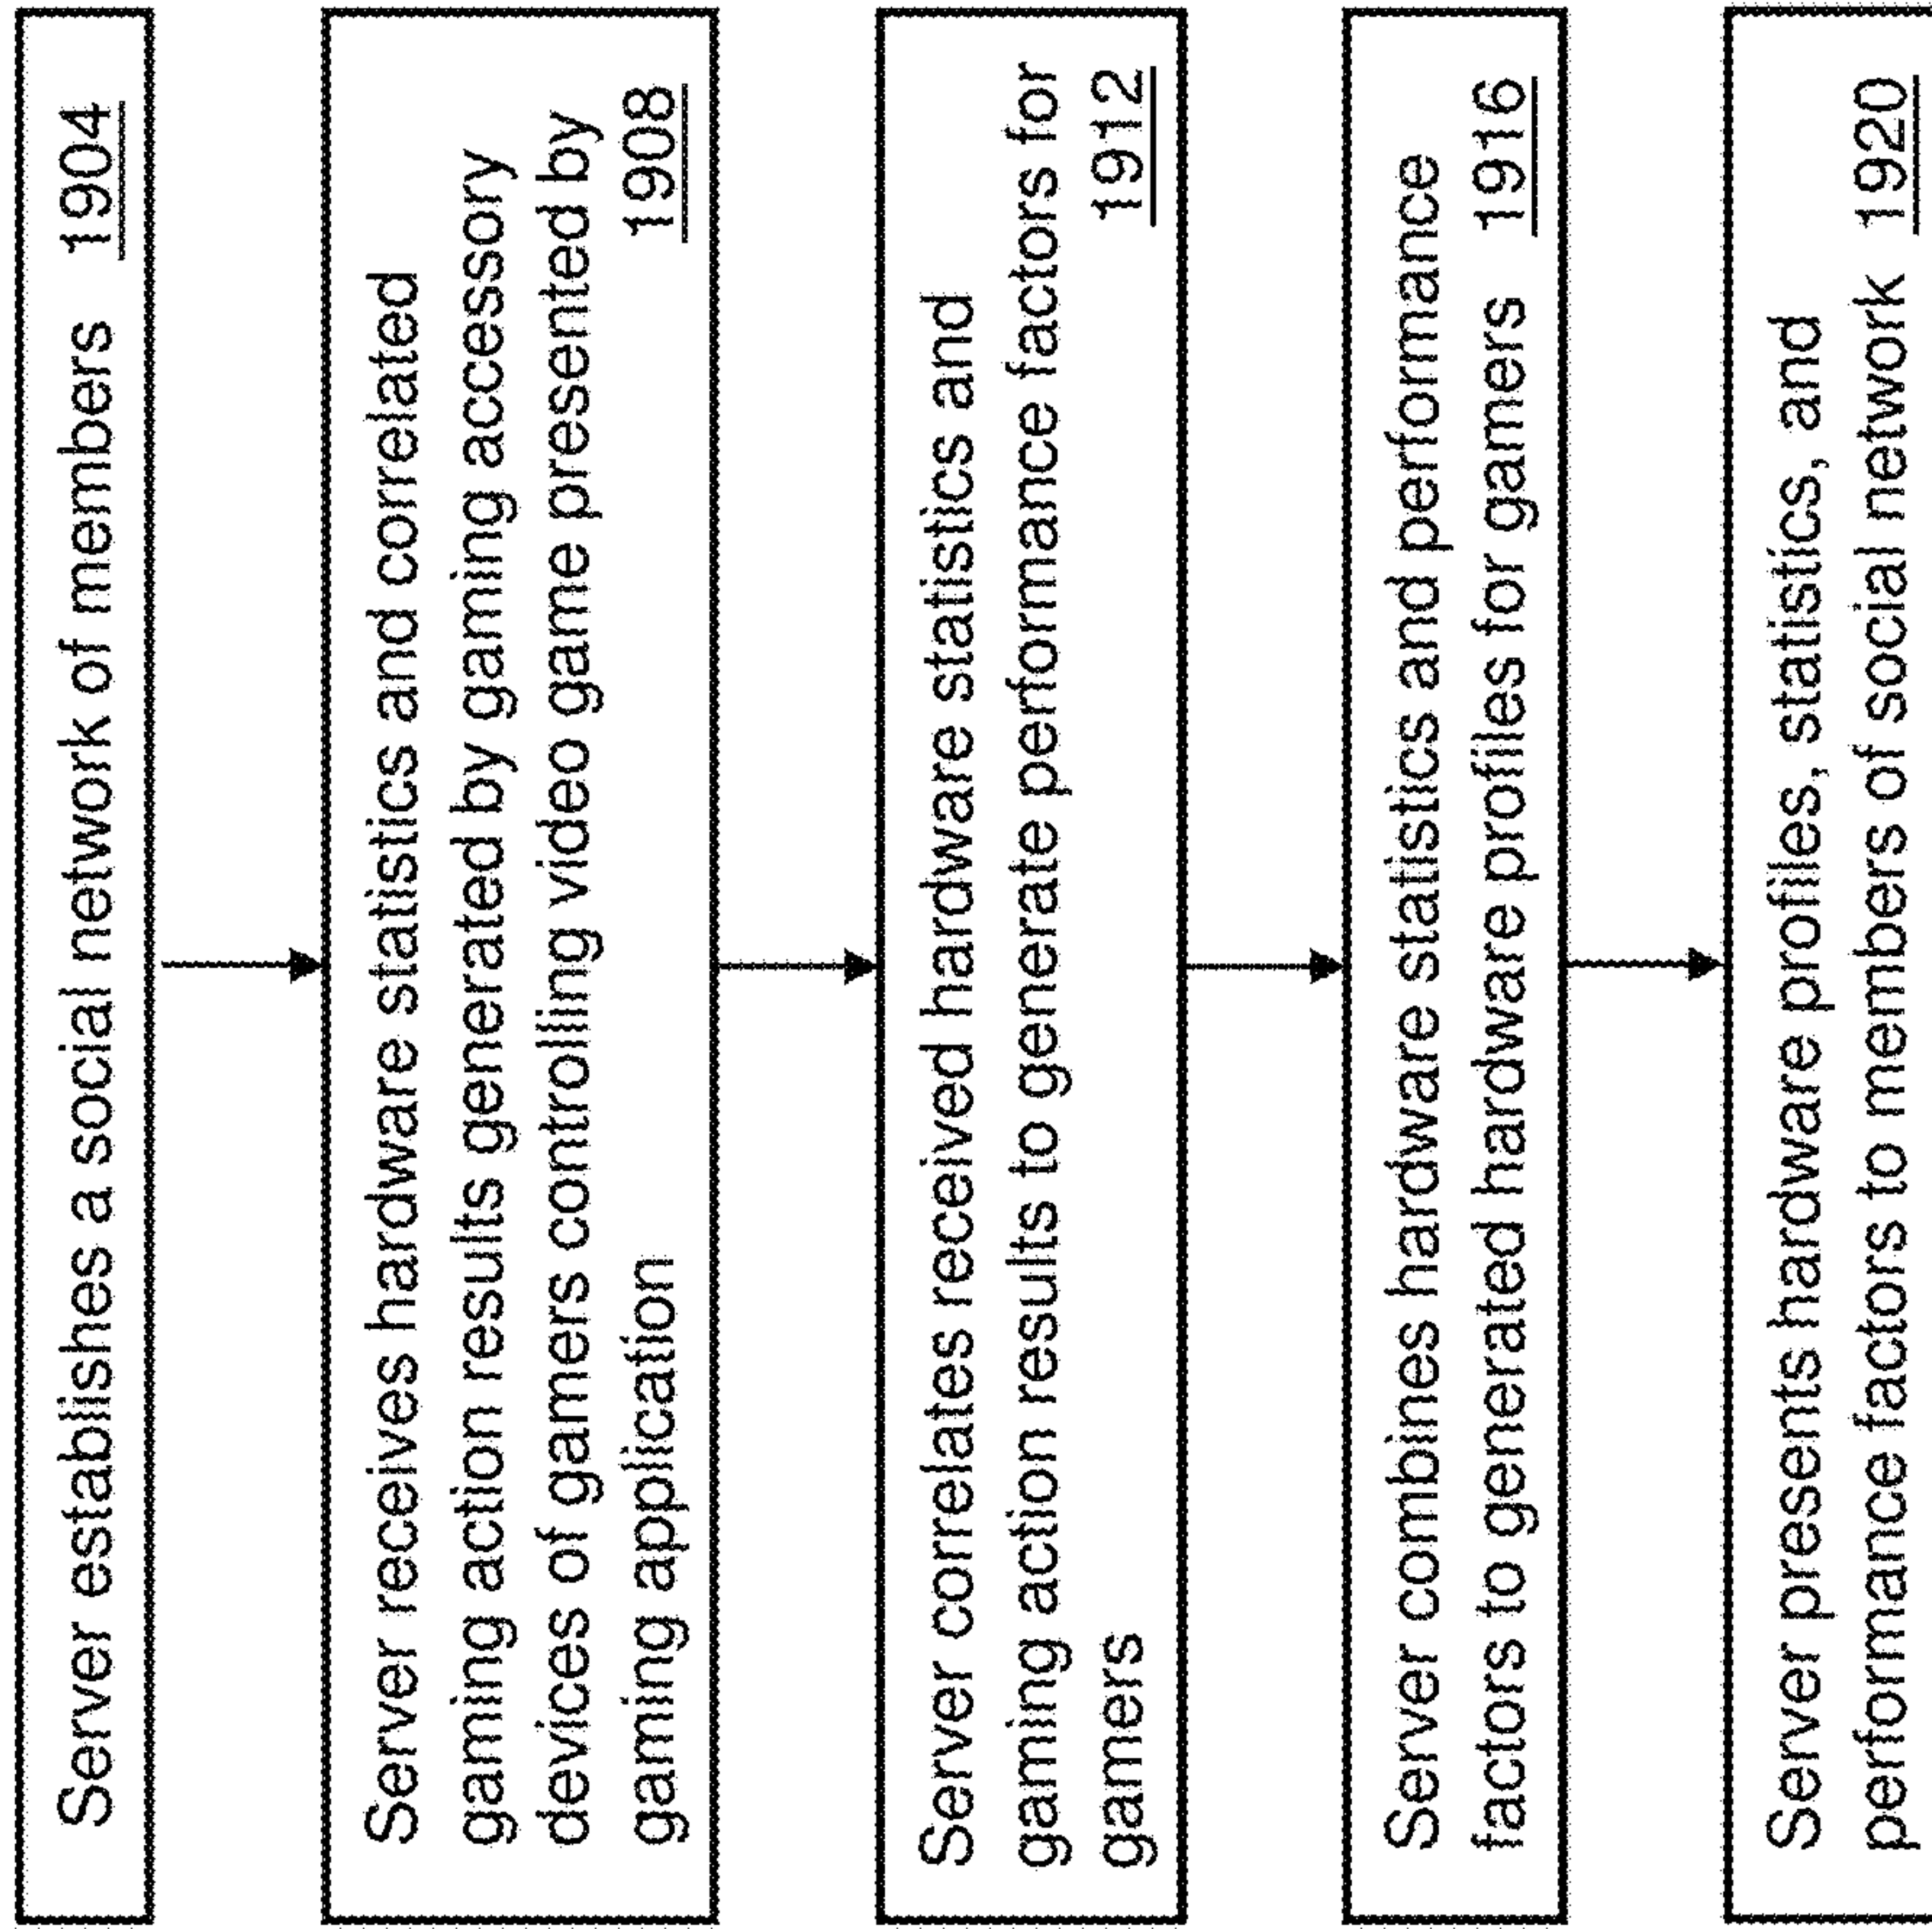 Server establishes a social network of members 1904
Server receives hardware statistics and correlated
gaming action results generated by gaming accessory
devices of gamers controlling video game presented by
gaming application 1908
Server correlates received hardware statistics and
gaming action results to generate performance factors for
gamers 1912
Server combines hardware statistics and performance
factors to generated hardware profiles for gamers 1916
Server presents hardware profiles, statistics, and
performance factors to members of social network 1920